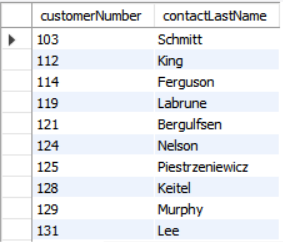 customerNumber contactLastName
103 Schmitt
112 King
114 Ferguson
119 Labrune
121 Bergulfsen
124 Nelson
125 Piestrzeniewicz
128 Keitel
129 Murphy
131 Lee